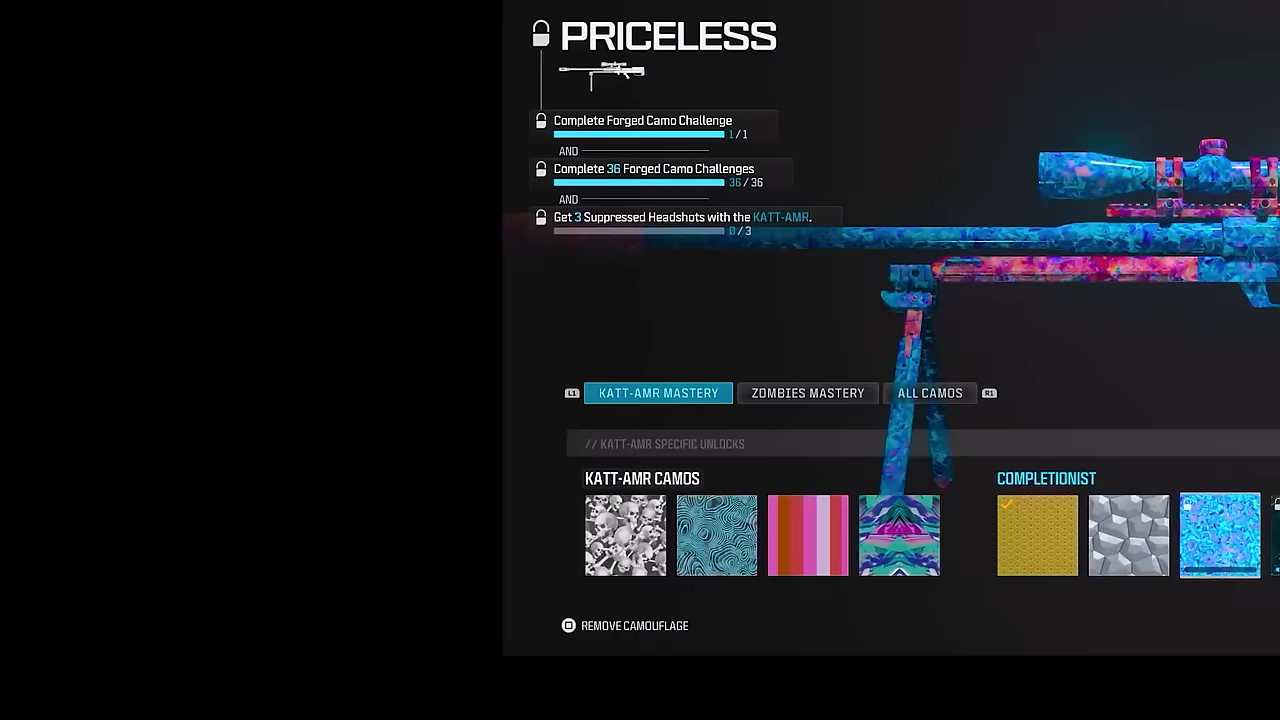 PRICELESS
Complete Forged Camo Challenge
1/1
AND
Complete 36 Forged Camo Challenges
36/36
AND
Get 3 Suppressed Headshots with the KATT-AMR.
0/3
L1 KATT-AMR MASTERY ZOMBIES MASTERY ALL CAMOS R1
// KATT-AMR SPECIFIC UNLOCKS
KATT-AMR CAMOS COMPLETIONIST
REMOVE CAMOUFLAGE